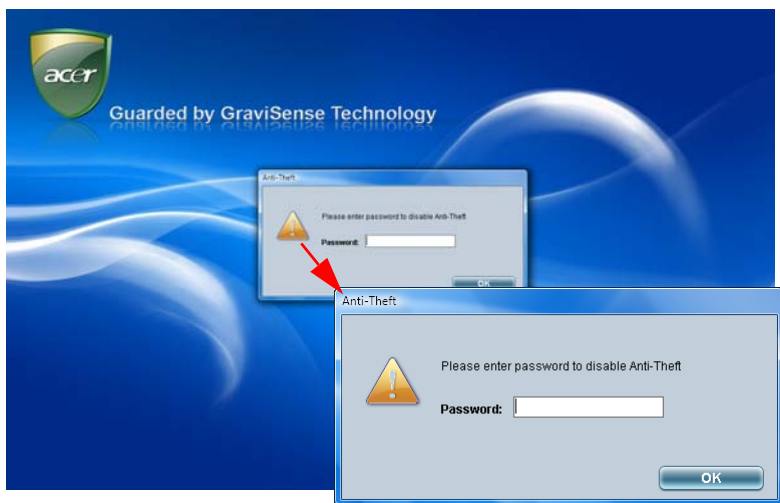 acer
Guarded by GraviSense Technology
Anti-Theft
Please enter password to disable Anti-Theft
Password:
OK
Anti-Theft
Please enter password to disable Anti-Theft
Password:
OK